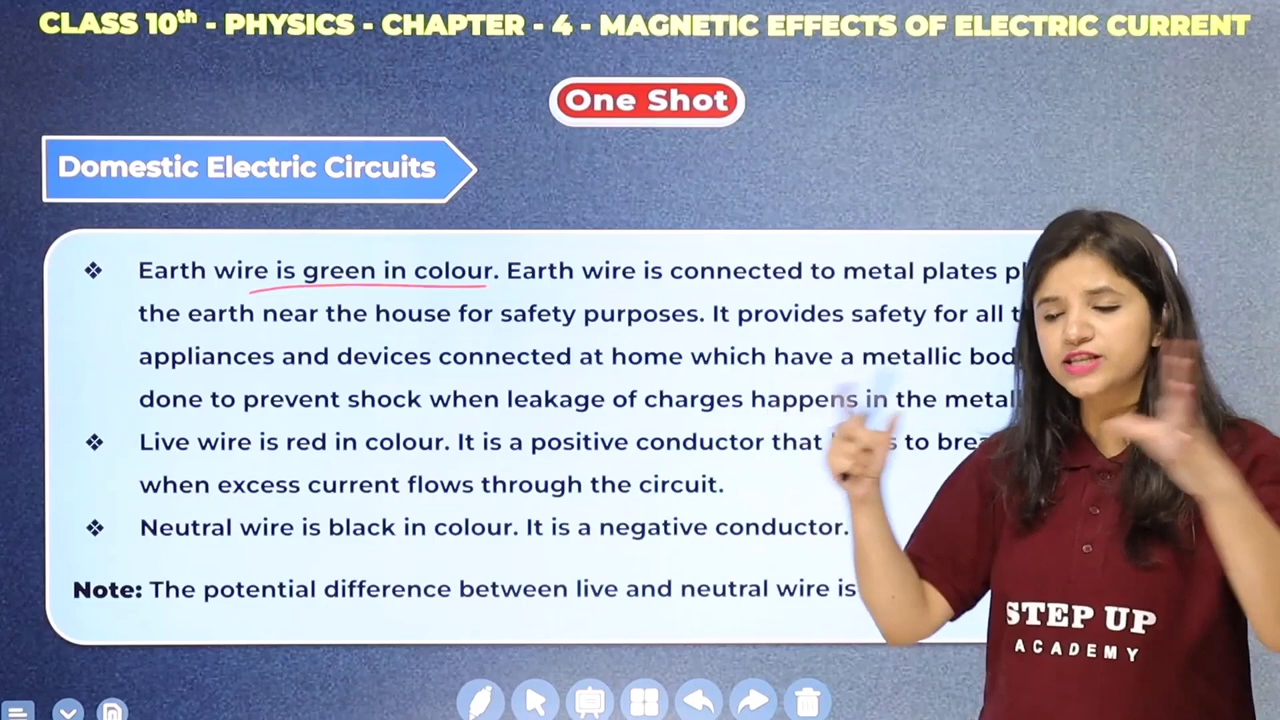 CLASS 10th - PHYSICS - CHAPTER - 4 - MAGNETIC EFFECTS OF ELECTRIC CURRENT
One Shot
Domestic Electric Circuits
❖ Earth wire is green in colour. Earth wire is connected to metal plates
the earth near the house for safety purposes. It provides safety for all
appliances and devices connected at home which have a metallic
done to prevent shock when leakage of charges happens in the
❖ Live wire is red in colour. It is a positive conductor that to
when excess current flows through the circuit.
❖ Neutral wire is black in colour. It is a negative conductor.
Note: The potential difference between live and neutral wire is
STEP UP
ACADEMY